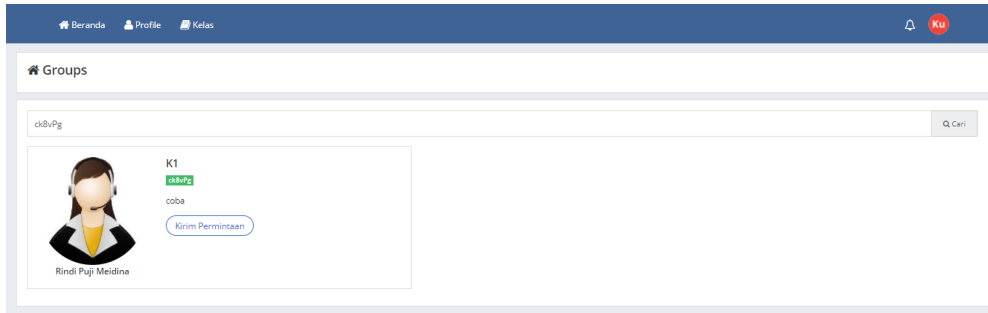 Beranda Profile Kelas Ku
Groups
ck8vPg Cari
K1
ck8vPg
coba
Kirim Permintaan
Rindi Puji Meidina